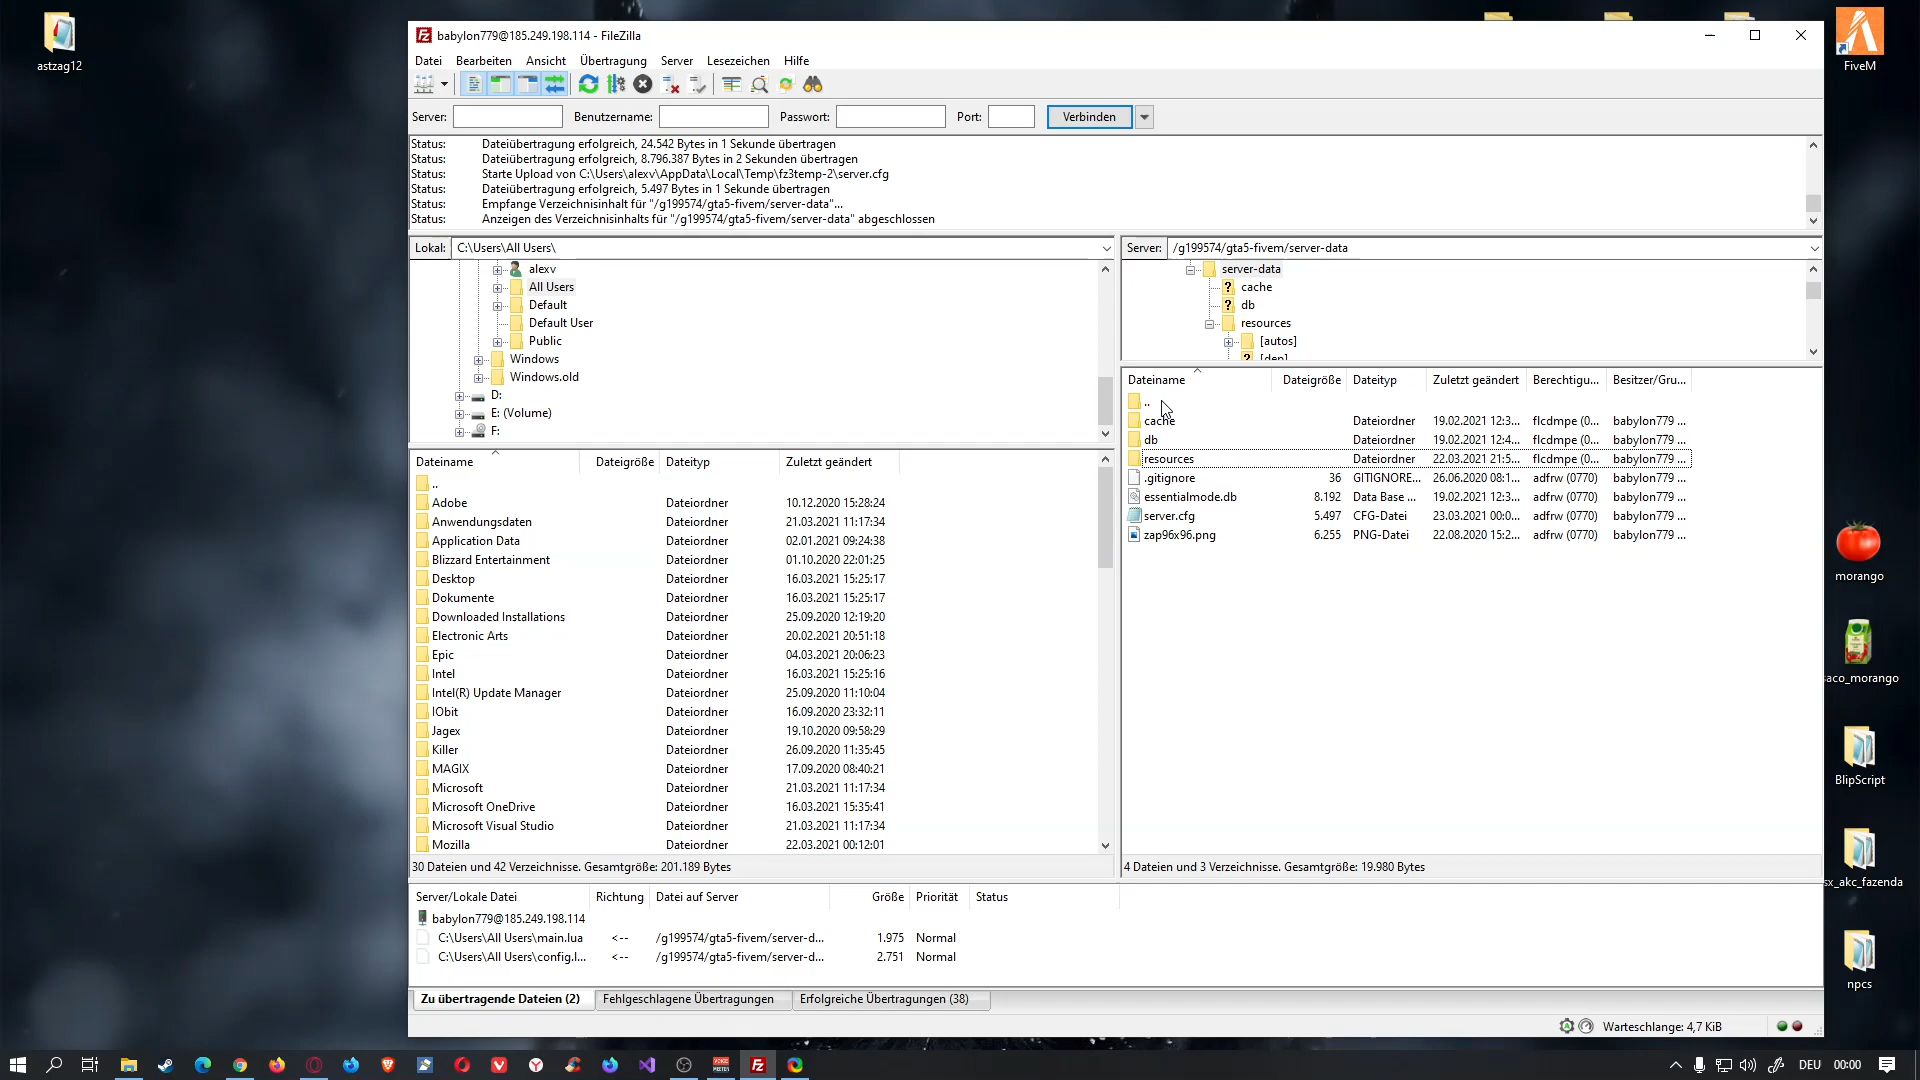 astzag12
babylon779@185.249.198.114 - FileZilla
Datei Bearbeiten Ansicht Übertragung Server Lesezeichen Hilfe
Server: Benutzername: Passwort: Port: Verbinden
Status: Dateiübertragung erfolgreich, 24.542 Bytes in 1 Sekunde übertragen
Status: Dateiübertragung erfolgreich, 8.796.387 Bytes in 2 Sekunden übertragen
Status: Starte Upload von C:\Users\alexv\AppData\Local\Temp\fz3temp-2\server.cfg
Status: Dateiübertragung erfolgreich, 5.497 Bytes in 1 Sekunde übertragen
Status: Empfange Verzeichnisinhalt für "/g199574/gta5-fivem/server-data"...
Status: Anzeigen des Verzeichnisinhalts für "/g199574/gta5-fivem/server-data" abgeschlossen
Lokal: C:\Users\All Users\
alexv
All Users
Default
Default User
Public
Windows
Windows.old
D:
E: (Volume)
F:
Dateiname Dateigröße Dateityp Zuletzt geändert
..
Adobe Dateiordner 10.12.2020 15:28:24
Anwendungsdaten Dateiordner 21.03.2021 11:17:34
Application Data Dateiordner 02.01.2021 09:24:38
Blizzard Entertainment Dateiordner 01.10.2020 22:01:25
Desktop Dateiordner 16.03.2021 15:25:17
Dokumente Dateiordner 16.03.2021 15:25:17
Downloaded Installations Dateiordner 25.09.2020 12:19:20
Electronic Arts Dateiordner 20.02.2021 20:51:18
Epic Dateiordner 04.03.2021 20:06:23
Intel Dateiordner 16.03.2021 15:25:16
Intel(R) Update Manager Dateiordner 25.09.2020 11:10:04
IObit Dateiordner 16.09.2020 23:32:11
Jagex Dateiordner 19.10.2020 09:58:29
Killer Dateiordner 26.09.2020 11:35:45
MAGIX Dateiordner 17.09.2020 08:40:21
Microsoft Dateiordner 21.03.2021 11:17:34
Microsoft OneDrive Dateiordner 16.03.2021 15:35:41
Microsoft Visual Studio Dateiordner 21.03.2021 11:17:34
Mozilla Dateiordner 22.03.2021 00:12:01
30 Dateien und 42 Verzeichnisse. Gesamtgröße: 201.189 Bytes
Server: /g199574/gta5-fivem/server-data
server-data
cache
db
resources
[autos]
[den]
Dateiname Dateigröße Dateityp Zuletzt geändert Berechtigu... Besitzer/Gru...
..
cache Dateiordner 19.02.2021 12:3... flcdmpe (0... babylon779 ...
db Dateiordner 19.02.2021 12:4... flcdmpe (0... babylon779 ...
resources Dateiordner 22.03.2021 21:5... flcdmpe (0... babylon779 ...
.gitignore 36 GITIGNORE... 26.06.2020 08:1... adfrw (0770) babylon779 ...
essentialmode.db 8.192 Data Base ... 19.02.2021 12:3... adfrw (0770) babylon779 ...
server.cfg 5.497 CFG-Datei 23.03.2021 00:0... adfrw (0770) babylon779 ...
zap96x96.png 6.255 PNG-Datei 22.08.2020 15:2... adfrw (0770) babylon779 ...
4 Dateien und 3 Verzeichnisse. Gesamtgröße: 19.980 Bytes
Server/Lokale Datei Richtung Datei auf Server Größe Priorität Status
babylon779@185.249.198.114
C:\Users\All Users\main.lua <-- /g199574/gta5-fivem/server-d... 1.975 Normal
C:\Users\All Users\config.l... <-- /g199574/gta5-fivem/server-d... 2.751 Normal
Zu übertragende Dateien (2) Fehlgeschlagene Übertragungen Erfolgreiche Übertragungen (38)
Warteschlange: 4,7 KiB
FiveM
morango
saco_morango
BlipScript
sx_akc_fazenda
npcs
DEU 00:00